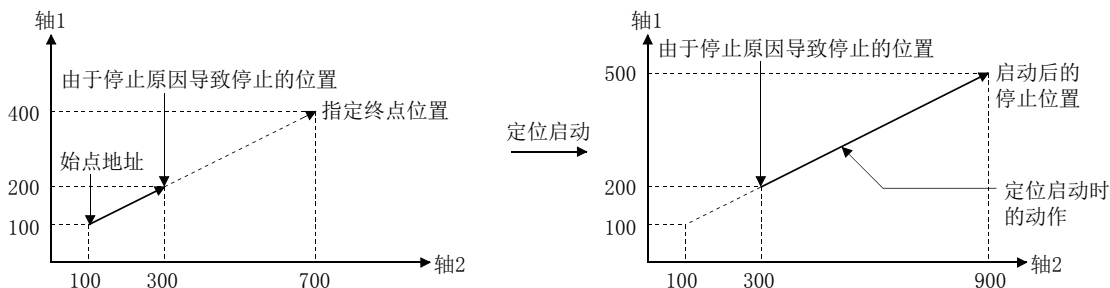 轴1
由于停止原因导致停止的位置
400
指定终点位置
始点地址
200
100
轴2
100
300
700
定位启动
轴1
由于停止原因导致停止的位置
500
启动后的
停止位置
200
定位启动时
的动作
100
轴2
100
300
900